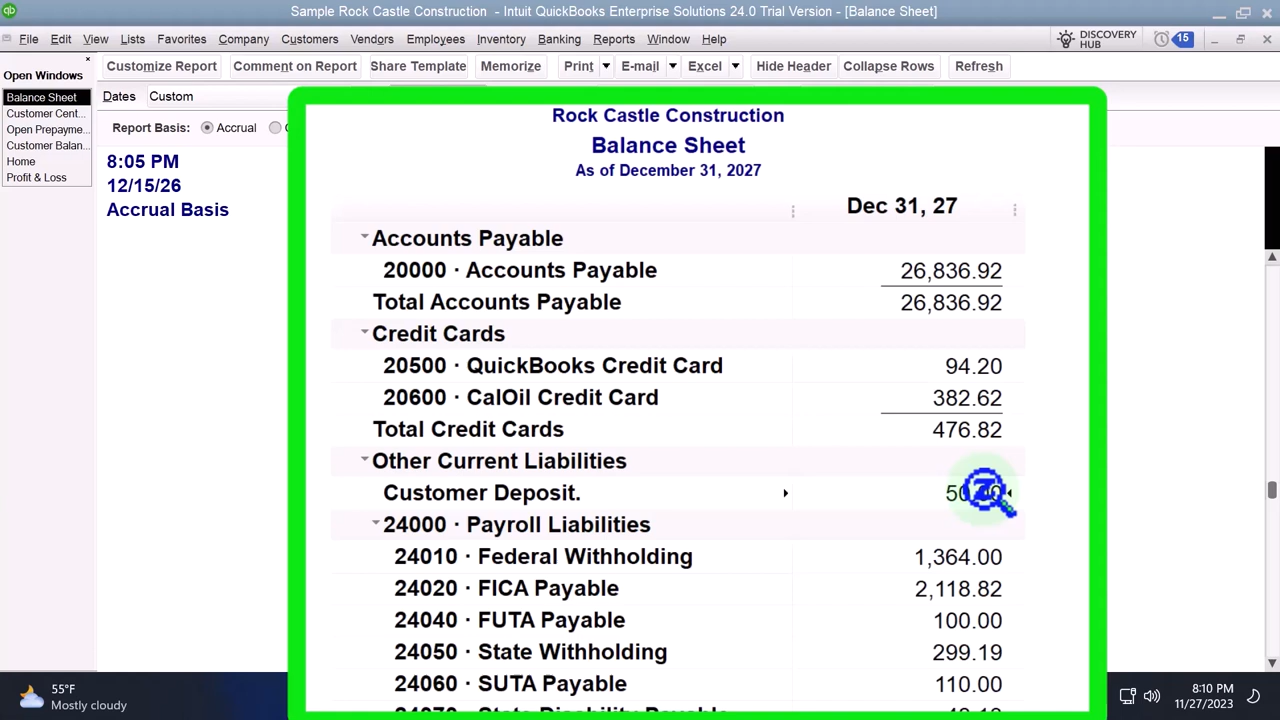 Sample Rock Castle Construction - Intuit QuickBooks Enterprise Solutions 24.0 Trial Version - [Balance Sheet]
File Edit View Lists Favorites Company Customers Vendors Employees Inventory Banking Reports Window Help
DISCOVERY HUB 15
Open Windows
Balance Sheet
Customer Cent...
Open Prepayme...
Customer Balan...
Home
Profit & Loss
Customize Report Comment on Report Share Template Memorize Print E-mail Excel Hide Header Collapse Rows Refresh
Dates Custom
Report Basis: Accrual
8:05 PM
12/15/26
Accrual Basis
Rock Castle Construction
Balance Sheet
As of December 31, 2027
Dec 31, 27
Accounts Payable
20000 · Accounts Payable 26,836.92
Total Accounts Payable 26,836.92
Credit Cards
20500 · QuickBooks Credit Card 94.20
20600 · CalOil Credit Card 382.62
Total Credit Cards 476.82
Other Current Liabilities
Customer Deposit.
24000 · Payroll Liabilities
24010 · Federal Withholding 1,364.00
24020 · FICA Payable 2,118.82
24040 · FUTA Payable 100.00
24050 · State Withholding 299.19
24060 · SUTA Payable 110.00
55°F
Mostly cloudy
8:10 PM
11/27/2023